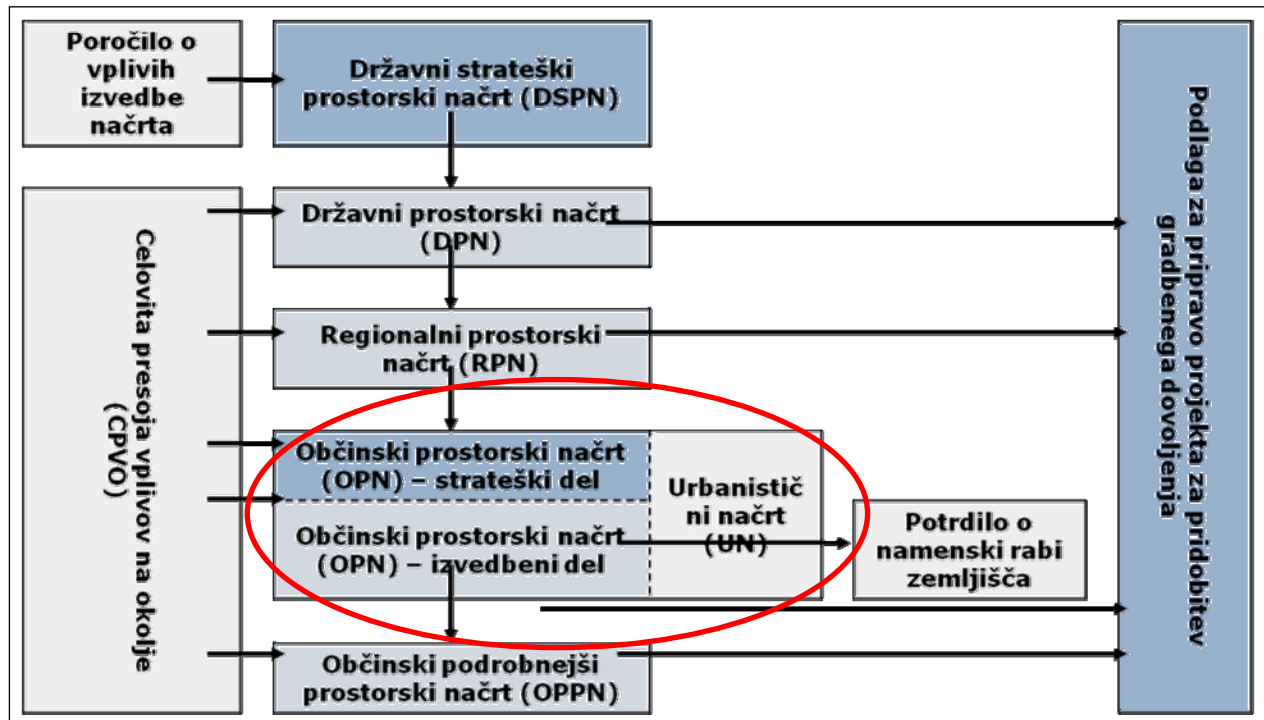 Poročilo o
vplivih
izvedbe
načrta
Državni strateški
prostorski načrt (DSPN)
Državni prostorski načrt
(DPN)
Regionalni prostorski
načrt (RPN)
Občinski prostorski načrt
(OPN) – strateški del
Občinski prostorski načrt
(OPN) – izvedbeni del
Urbanistič
ni načrt
(UN)
Potrdilo o
namenski rabi
zemljišča
Občinski podrobnejši
prostorski načrt (OPPN)
Celovita presoja vplivov na okolje
(CPVO)
Podlaga za pripravo projekta za pridobitev
gradbenega dovoljenja